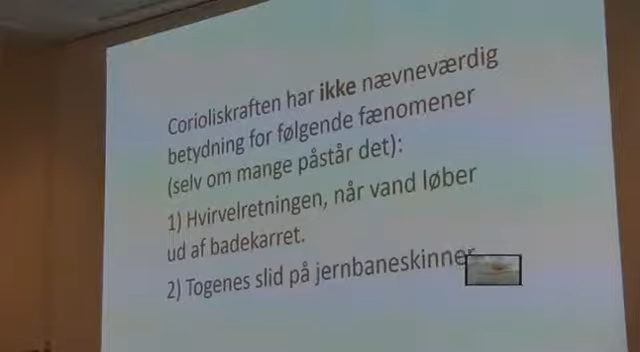 Corioliskraften har ikke nævneværdig
betydning for følgende fænomener
(selv om mange påstår det):
1) Hvirvelretningen, når vand løber
ud af badekarret.
2) Togenes slid på jernbaneskinner